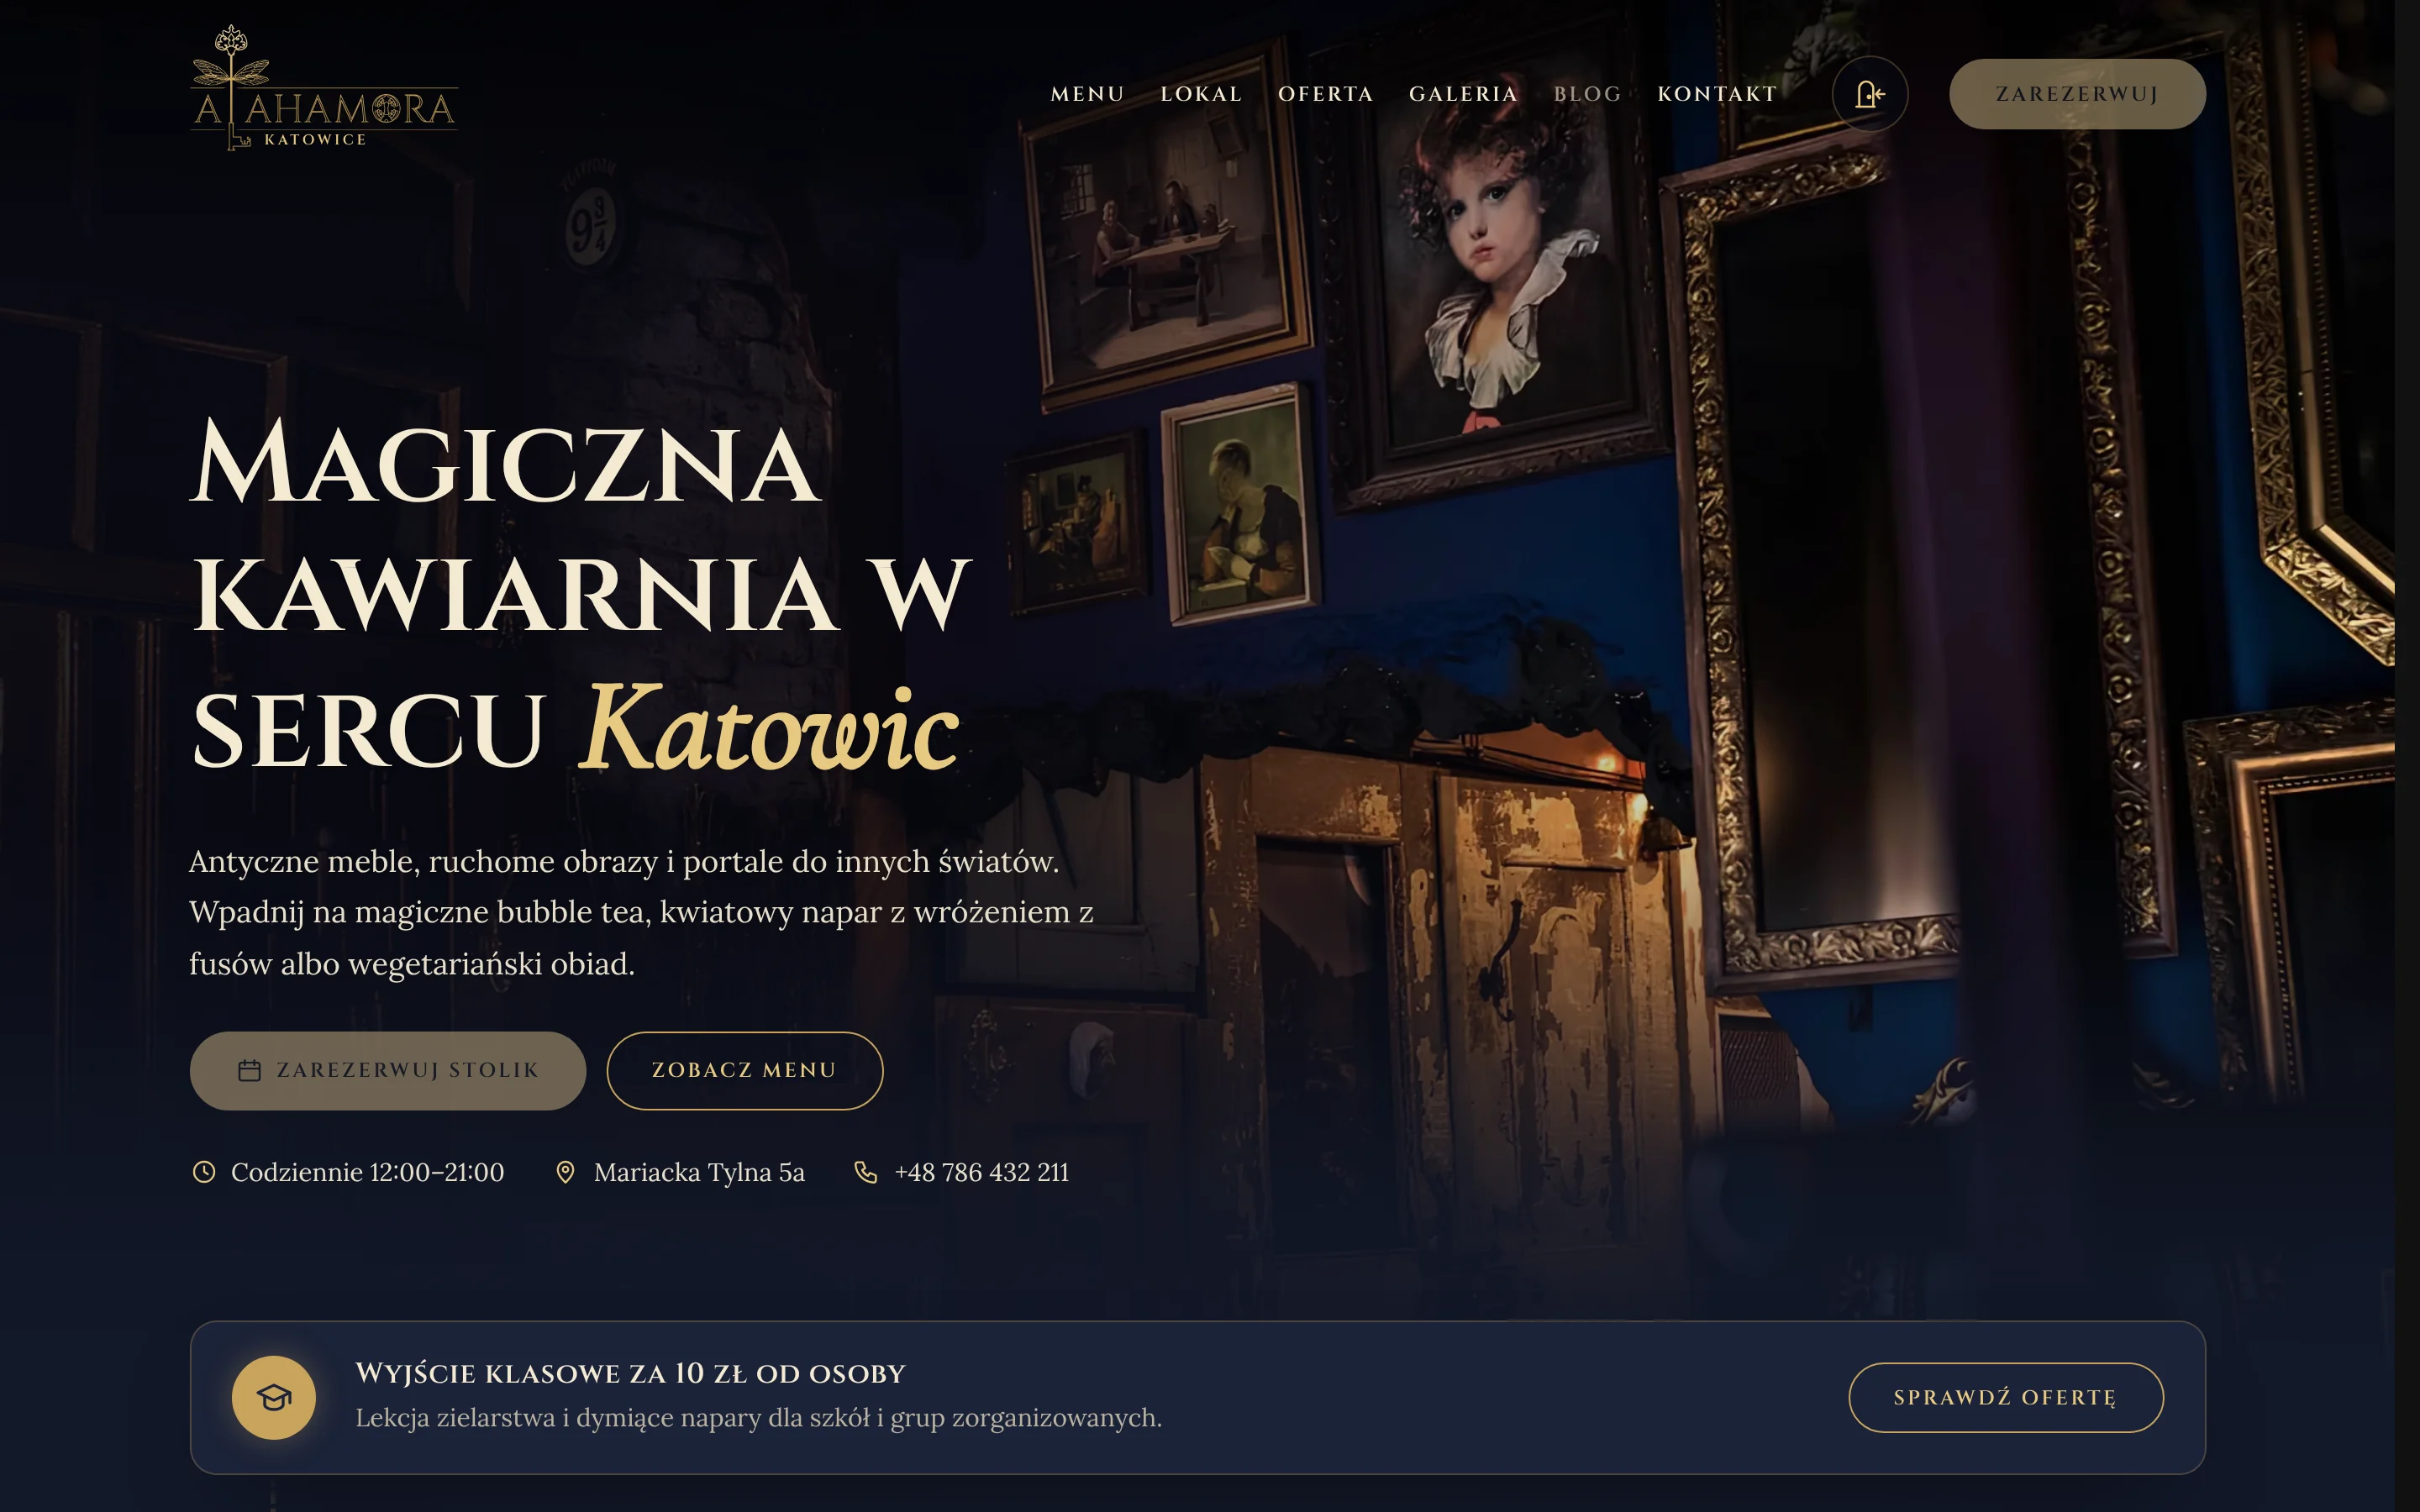 ALAHAMORA
KATOWICE
MENU LOKAL OFERTA GALERIA BLOG KONTAKT ZAREZERWUJ
9 3/4
MAGICZNA
KAWIARNIA W
SERCU Katowic
Antyczne meble, ruchome obrazy i portale do innych światów.
Wpadnij na magiczne bubble tea, kwiatowy napar z wróżeniem z
fusów albo wegetariański obiad.
ZAREZERWUJ STOLIK ZOBACZ MENU
Codziennie 12:00–21:00 Mariacka Tylna 5a +48 786 432 211
WYJŚCIE KLASOWE ZA 10 ZŁ OD OSOBY
Lekcja zielarstwa i dymiące napary dla szkół i grup zorganizowanych.
SPRAWDŹ OFERTĘ